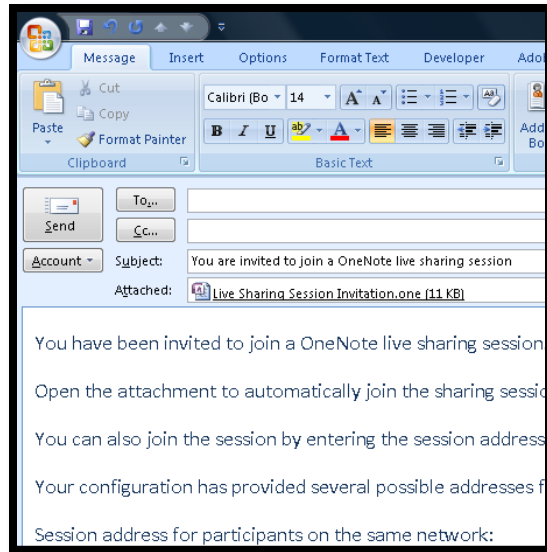 Message Insert Options Format Text Developer Adol
Cut
Copy
Paste
Format Painter
Clipboard
Calibri (Bo 14
B I U
Basic Text
Add
Bo
Send
To...
Cc...
Account
Subject: You are invited to join a OneNote live sharing session
Attached: Live Sharing Session Invitation.one (11 KB)
You have been invited to join a OneNote live sharing session
Open the attachment to automatically join the sharing sessio
You can also join the session by entering the session address
Your configuration has provided several possible addresses f
Session address for participants on the same network: